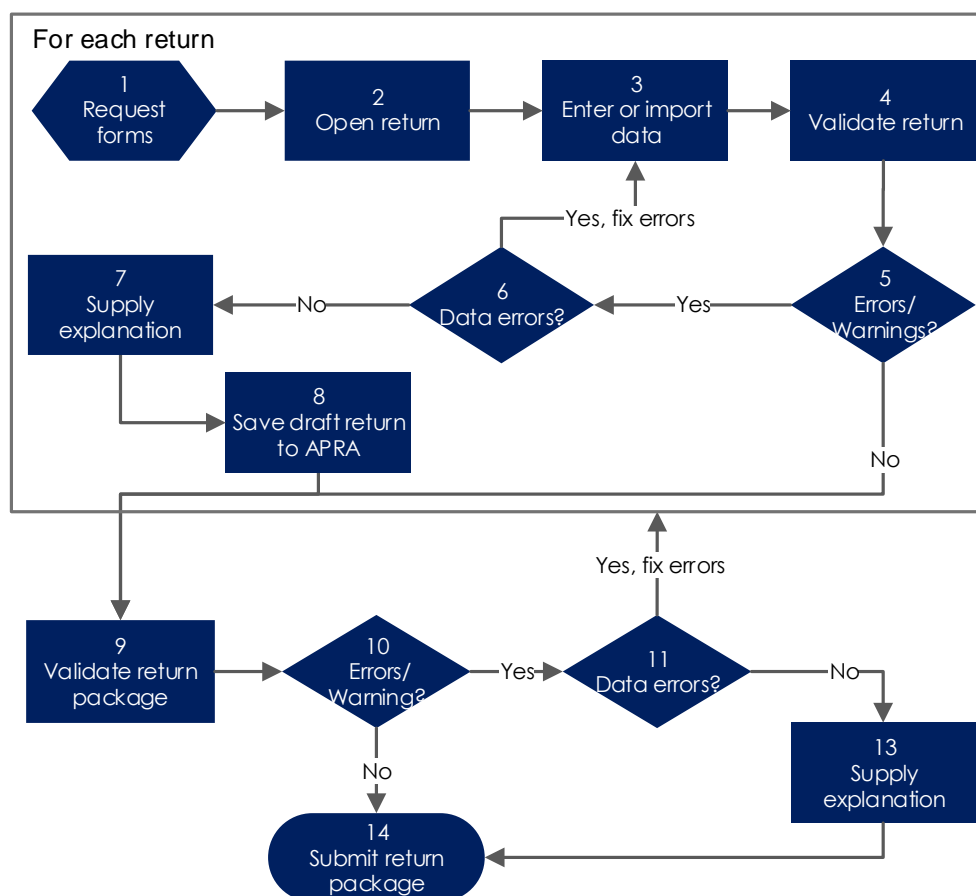 For each return
1
Request
forms
2
Open return
3
Enter or import
data
4
Validate return
Yes, fix errors
7
Supply
explanation
No
6
Data errors?
Yes
5
Errors/
Warnings?
8
Save draft return
to APRA
No
Yes, fix errors
9
Validate return
package
10
Errors/
Warning?
Yes
11
Data errors?
No
No
13
Supply
explanation
14
Submit return
package